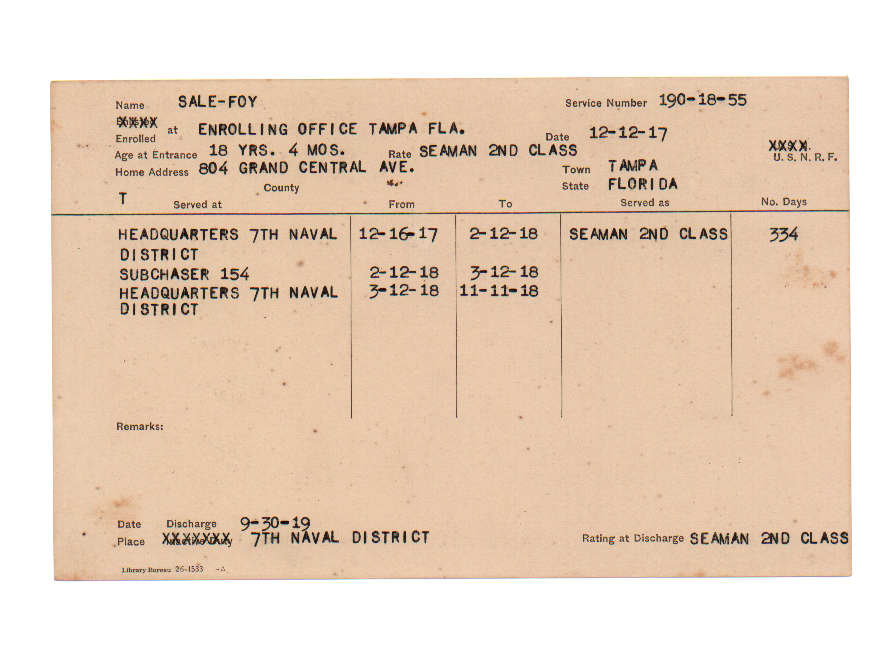 Name SALE-FOY Service Number 190-18-55
XXXX
Enrolled at ENROLLING OFFICE TAMPA FLA. Date 12-12-17
Age at Entrance 18 YRS. 4 MOS. Rate SEAMAN 2ND CLASS XXXX U. S. N. R. F.
Home Address 804 GRAND CENTRAL AVE. Town TAMPA
County State FLORIDA
T Served at From To Served as No. Days
HEADQUARTERS 7TH NAVAL 12-16-17 2-12-18 SEAMAN 2ND CLASS 334
DISTRICT
SUBCHASER 154 2-12-18 3-12-18
HEADQUARTERS 7TH NAVAL 3-12-18 11-11-18
DISTRICT
Remarks:
Date Discharge 9-30-19
Place Inactive Duty XXXXXXX 7TH NAVAL DISTRICT Rating at Discharge SEAMAN 2ND CLASS
Library Bureau 26-1533